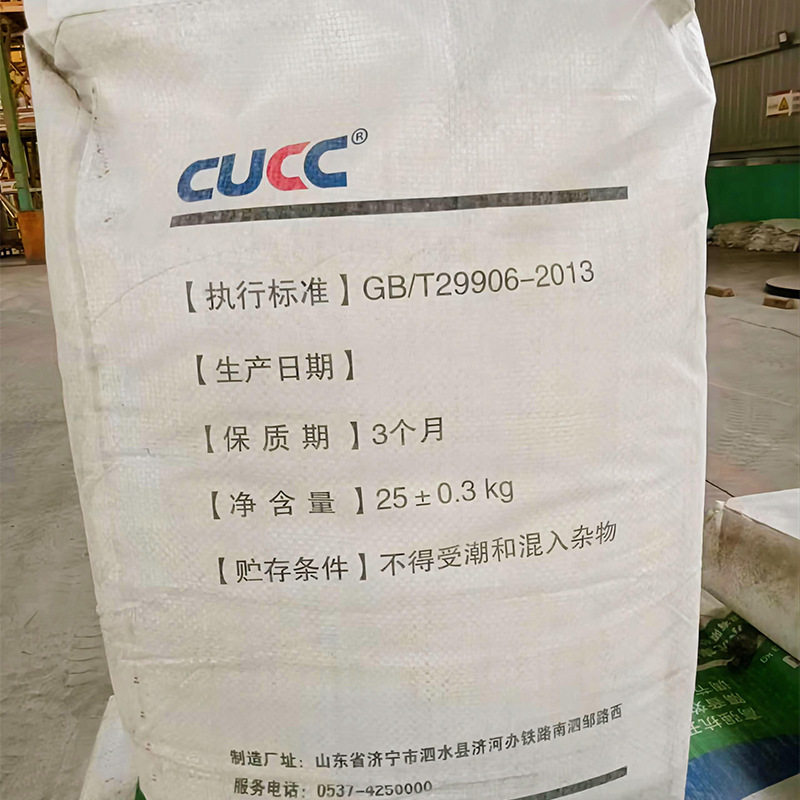 CUCC®
【执行标准】GB/T29906-2013
【生产日期】
【保质期】3个月
【净含量】25±0.3 kg
【贮存条件】不得受潮和混入杂物
制造厂址：山东省济宁市泗水县济河办铁路南泗邹路西
服务电话：0537-4250000